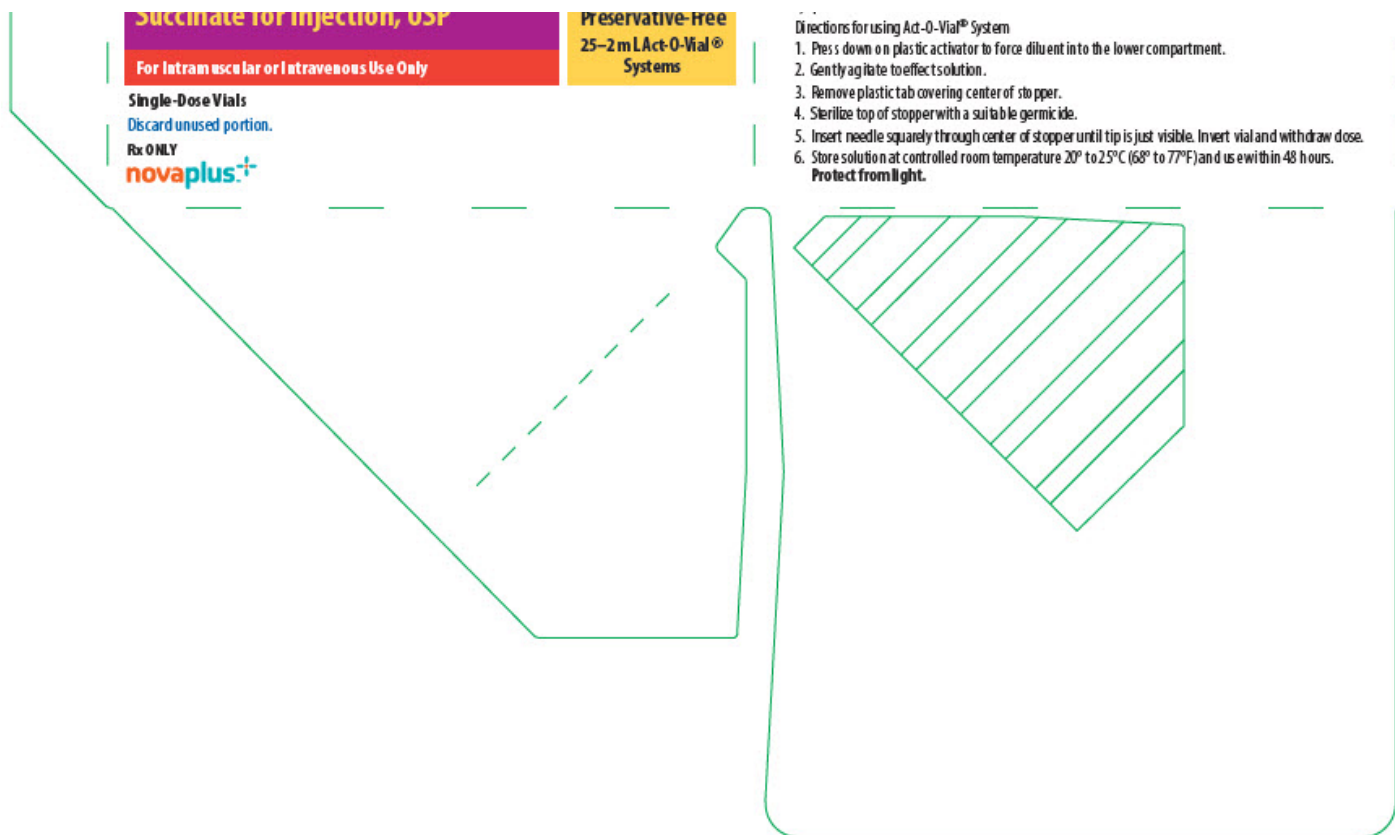 Succinate for Injection, USP
For Intramuscular or Intravenous Use Only
Single-Dose Vials
Discard unused portion.
Rx ONLY
novaplus
Preservative-Free
25–2 mL Act-O-Vial®
Systems
Directions for using Act-O-Vial® System
1. Press down on plastic activator to force diluent into the lower compartment.
2. Gently agitate to effect solution.
3. Remove plastic tab covering center of stopper.
4. Sterilize top of stopper with a suitable germicide.
5. Insert needle squarely through center of stopper until tip is just visible. Invert vial and withdraw dose.
6. Store solution at controlled room temperature 20° to 25°C (68° to 77°F) and use within 48 hours.
Protect from light.